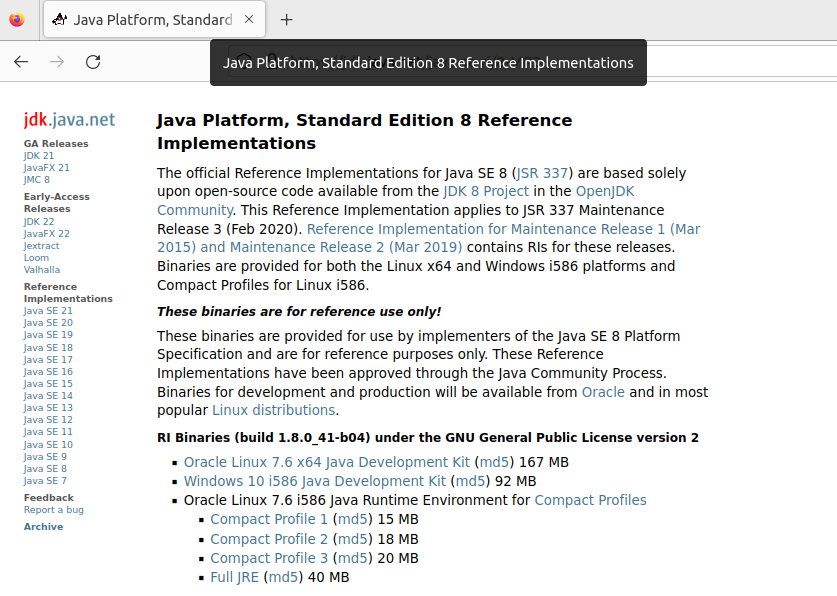 Java Platform, Standard
Java Platform, Standard Edition 8 Reference Implementations
jdk.java.net
GA Releases
JDK 21
JavaFX 21
JMC 8
Early-Access
Releases
JDK 22
JavaFX 22
Jextract
Loom
Valhalla
Reference
Implementations
Java SE 21
Java SE 20
Java SE 19
Java SE 18
Java SE 17
Java SE 16
Java SE 15
Java SE 14
Java SE 13
Java SE 12
Java SE 11
Java SE 10
Java SE 9
Java SE 8
Java SE 7
Feedback
Report a bug
Archive
Java Platform, Standard Edition 8 Reference
Implementations
The official Reference Implementations for Java SE 8 (JSR 337) are based solely
upon open-source code available from the JDK 8 Project in the OpenJDK
Community. This Reference Implementation applies to JSR 337 Maintenance
Release 3 (Feb 2020). Reference Implementation for Maintenance Release 1 (Mar
2015) and Maintenance Release 2 (Mar 2019) contains RIs for these releases.
Binaries are provided for both the Linux x64 and Windows i586 platforms and
Compact Profiles for Linux i586.
These binaries are for reference use only!
These binaries are provided for use by implementers of the Java SE 8 Platform
Specification and are for reference purposes only. These Reference
Implementations have been approved through the Java Community Process.
Binaries for development and production will be available from Oracle and in most
popular Linux distributions.
RI Binaries (build 1.8.0_41-b04) under the GNU General Public License version 2
Oracle Linux 7.6 x64 Java Development Kit (md5) 167 MB
Windows 10 i586 Java Development Kit (md5) 92 MB
Oracle Linux 7.6 i586 Java Runtime Environment for Compact Profiles
Compact Profile 1 (md5) 15 MB
Compact Profile 2 (md5) 18 MB
Compact Profile 3 (md5) 20 MB
Full JRE (md5) 40 MB